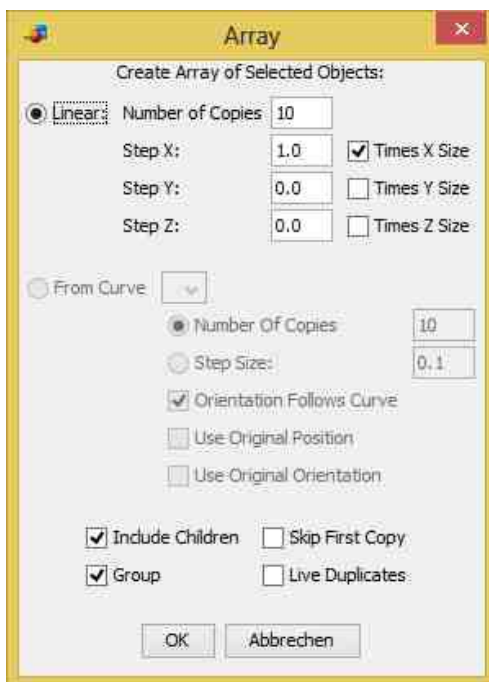 Array
Create Array of Selected Objects:
Linear: Number of Copies 10
Step X: 1.0 Times X Size
Step Y: 0.0 Times Y Size
Step Z: 0.0 Times Z Size
From Curve
Number Of Copies 10
Step Size: 0.1
Orientation Follows Curve
Use Original Position
Use Original Orientation
Include Children Skip First Copy
Group Live Duplicates
OK Abbrechen